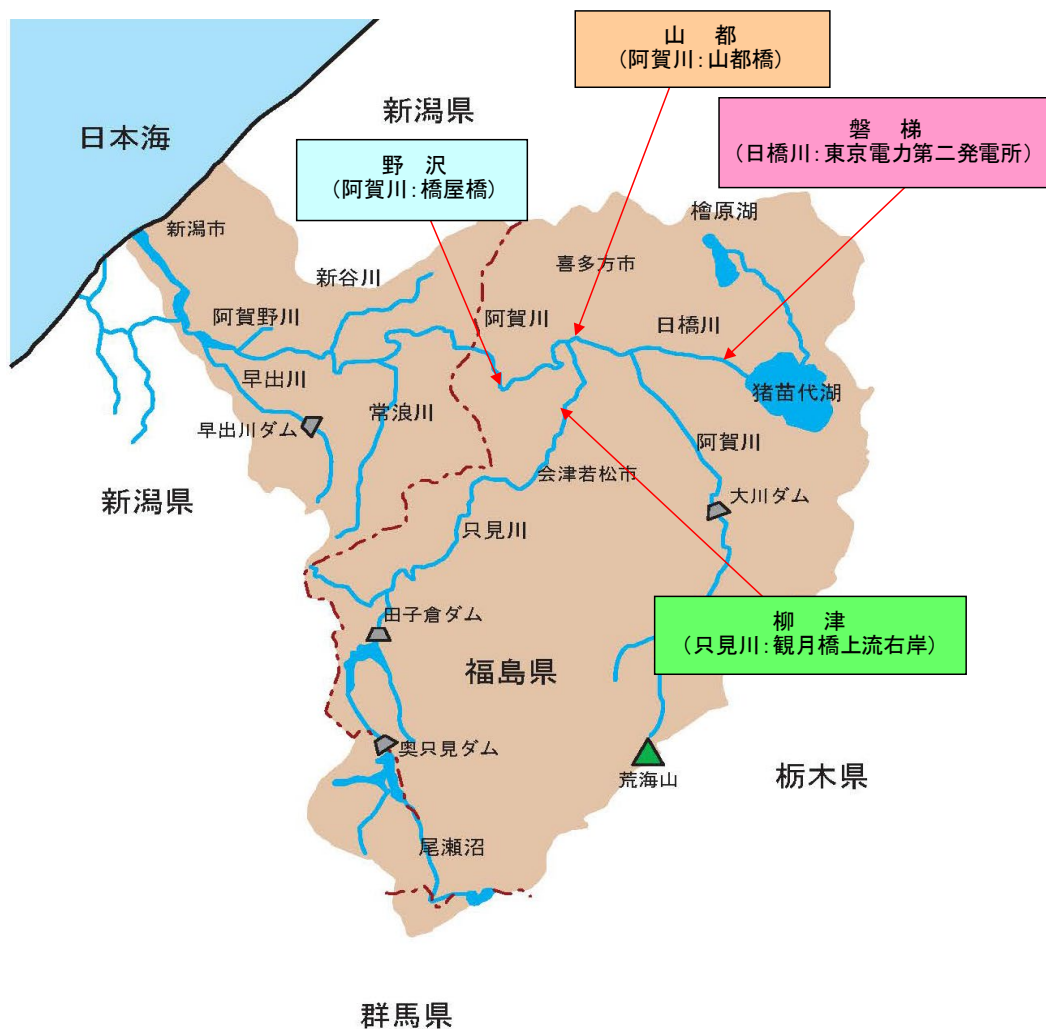 山 都
(阿賀川:山都橋)
新潟県
磐 梯
(日橋川:東京電力第二発電所)
日本海
野 沢
(阿賀川:橋屋橋)
檜原湖
新潟市
喜多方市
新谷川
阿賀野川
阿賀川
日橋川
早出川
猪苗代湖
常浪川
早出川ダム
阿賀川
会津若松市
新潟県
大川ダム
只見川
田子倉ダム
柳 津
(只見川:観月橋上流右岸)
福島県
奥只見ダム
荒海山
栃木県
尾瀬沼
群馬県